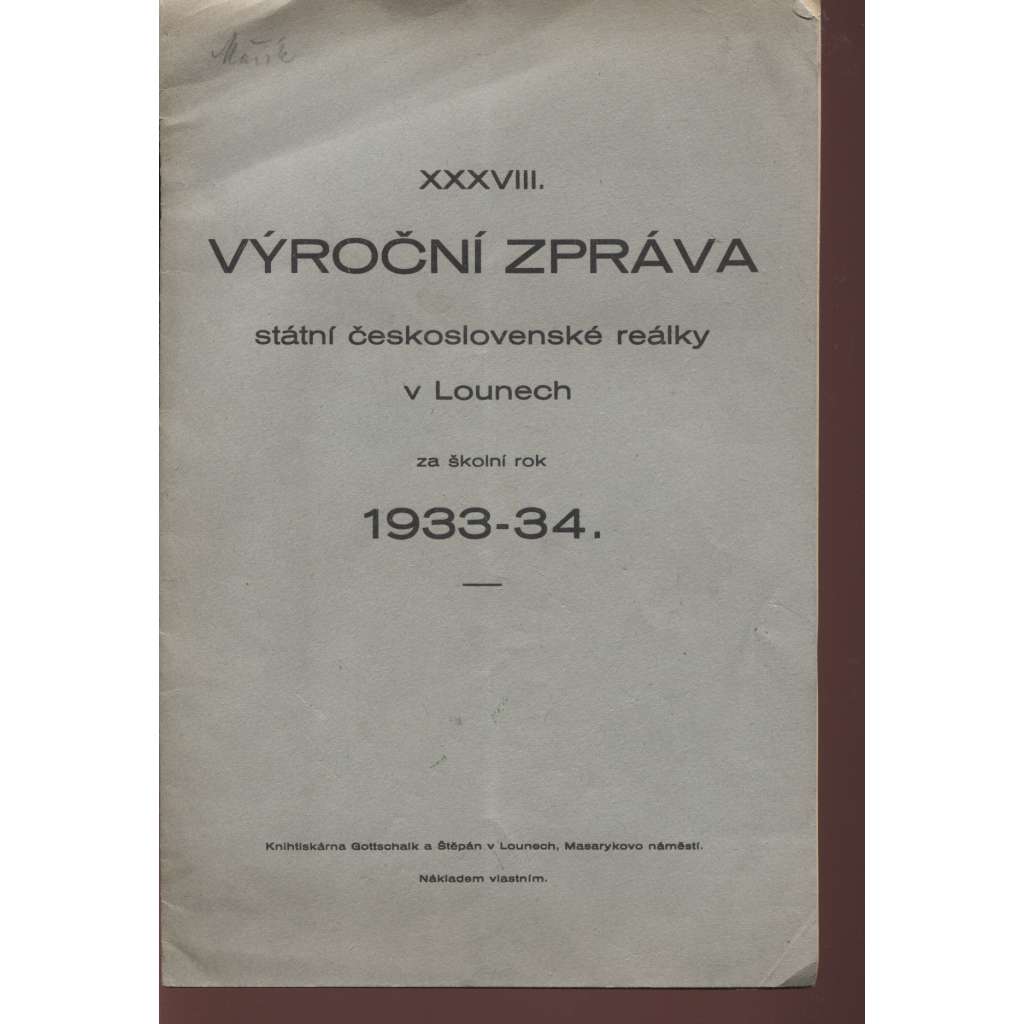 Mařík
XXXVIII.
VÝROČNÍ ZPRÁVA
státní československé reálky
v Lounech
za školní rok
1933-34.
Knihtiskárna Gottschalk a Štěpán v Lounech, Masarykovo náměstí.
Nákladem vlastním.